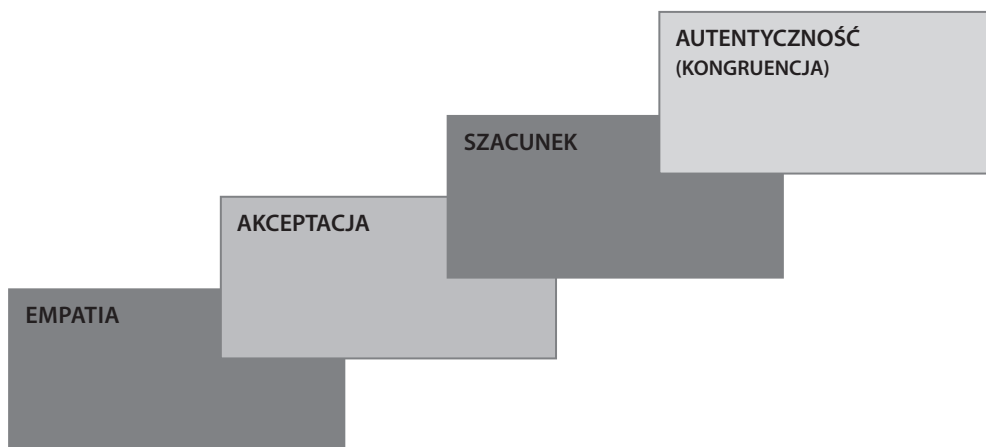 AUTENTYCZNOŚĆ
(KONGRUENCJA)
SZACUNEK
AKCEPTACJA
EMPATIA